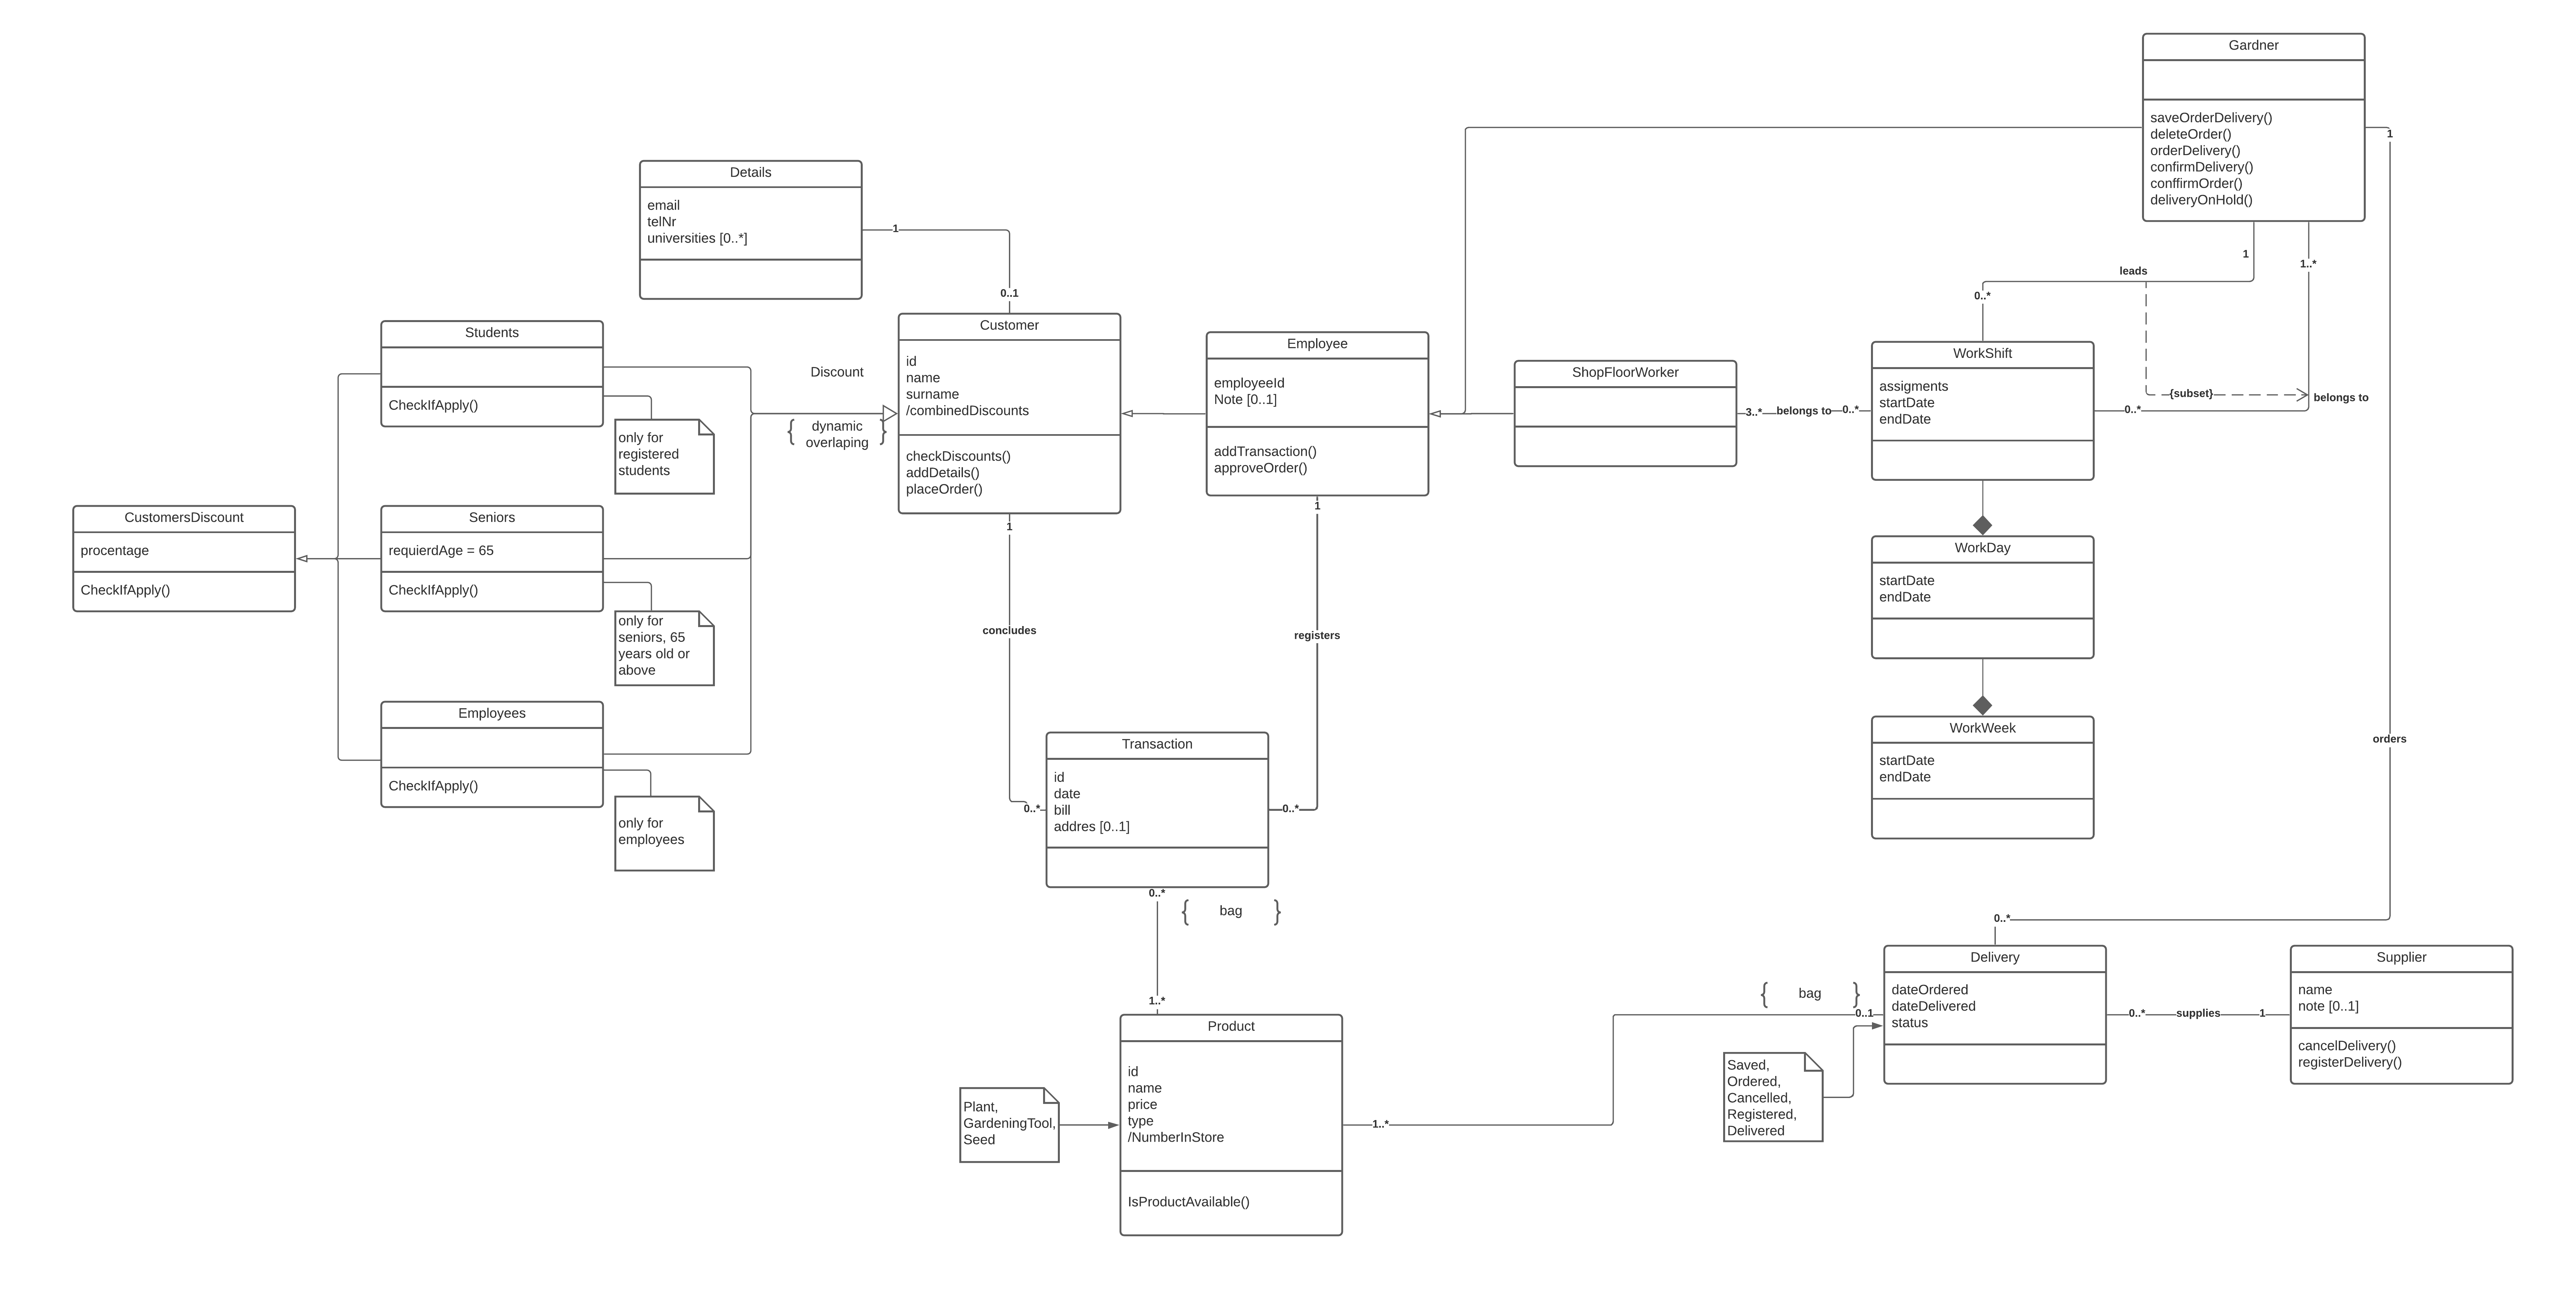 Gardner
saveOrderDelivery()
deleteOrder()
orderDelivery()
confirmDelivery()
conffirmOrder()
deliveryOnHold()
1
1
1..*
leads
0..*
{subset}
belongs to
0..*
Details
email
telNr
universities [0..*]
1
0..1
Students
CheckIfApply()
only for
registered
students
Discount
{ dynamic }
overlaping
Customer
id
name
surname
/combinedDiscounts
checkDiscounts()
addDetails()
placeOrder()
1
Employee
employeeId
Note [0..1]
addTransaction()
approveOrder()
1
ShopFloorWorker
3..*
belongs to
0..*
WorkShift
assigments
startDate
endDate
CustomersDiscount
procentage
CheckIfApply()
Seniors
requierdAge = 65
CheckIfApply()
only for
seniors, 65
years old or
above
WorkDay
startDate
endDate
concludes
registers
Employees
CheckIfApply()
only for
employees
WorkWeek
startDate
endDate
orders
Transaction
id
date
bill
addres [0..1]
0..*
0..*
0..*
{ bag }
1..*
0..*
Product
id
name
price
type
/NumberInStore
IsProductAvailable()
Plant,
GardeningTool,
Seed
1..*
{ bag }
0..1
Saved,
Ordered,
Cancelled,
Registered,
Delivered
Delivery
dateOrdered
dateDelivered
status
0..*
supplies
1
Supplier
name
note [0..1]
cancelDelivery()
registerDelivery()